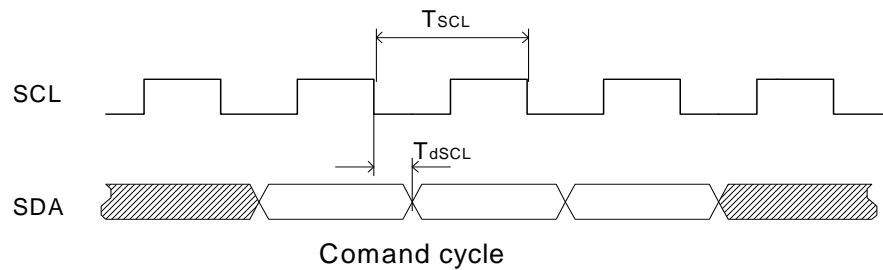 TSCL
SCL
TdSCL
SDA
Comand cycle